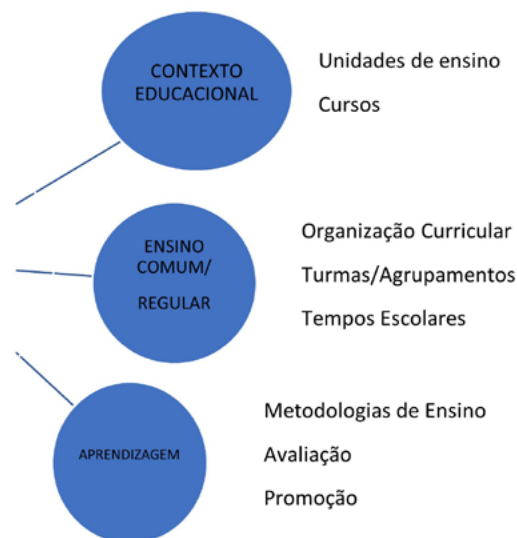 CONTEXTO
EDUCACIONAL
Unidades de ensino
Cursos
ENSINO
COMUM/
REGULAR
Organização Curricular
Turmas/Agrupamentos
Tempos Escolares
APRENDIZAGEM
Metodologias de Ensino
Avaliação
Promoção